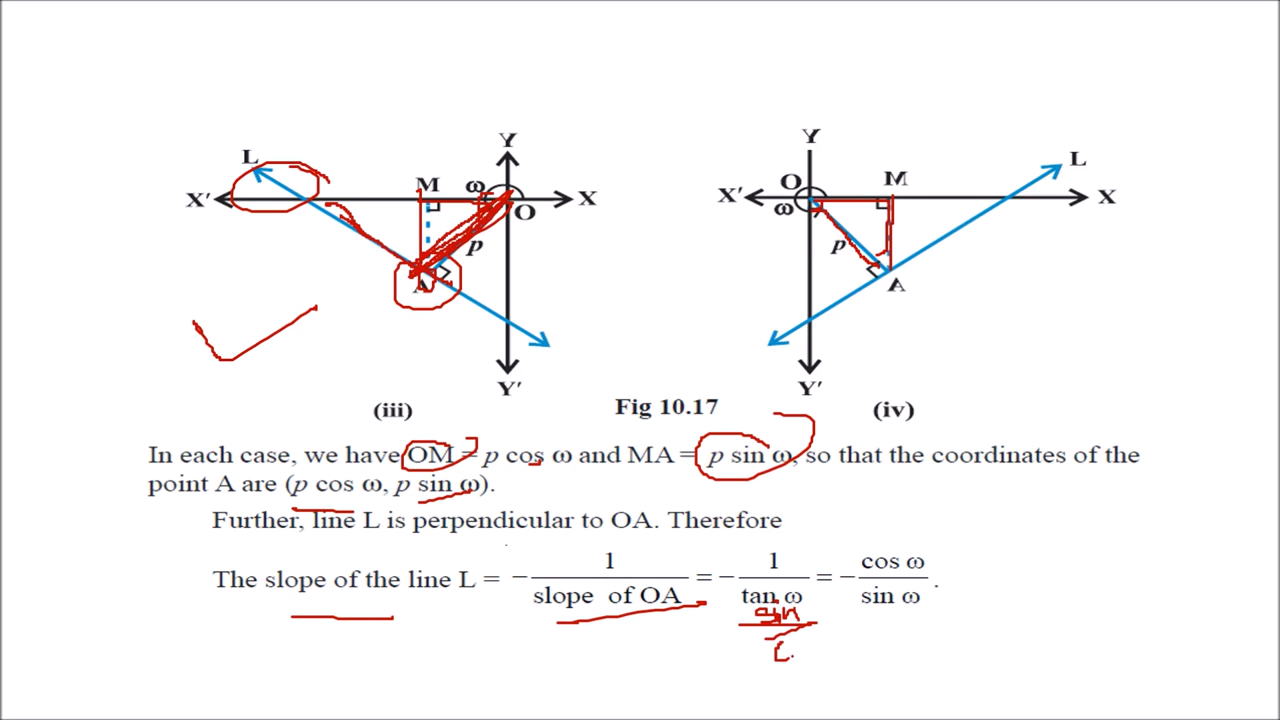 Y
Y
L
M
ω
X′
X
O
p
A
Y′
O
M
L
X′
X
ω
p
A
Y′
(iii)
Fig 10.17
(iv)
In each case, we have OM = p cos ω and MA = p sin ω, so that the coordinates of the
point A are (p cos ω, p sin ω).
Further, line L is perpendicular to OA. Therefore
The slope of the line L = − 1 / slope of OA = − 1 / tan ω = − cos ω / sin ω .
sin